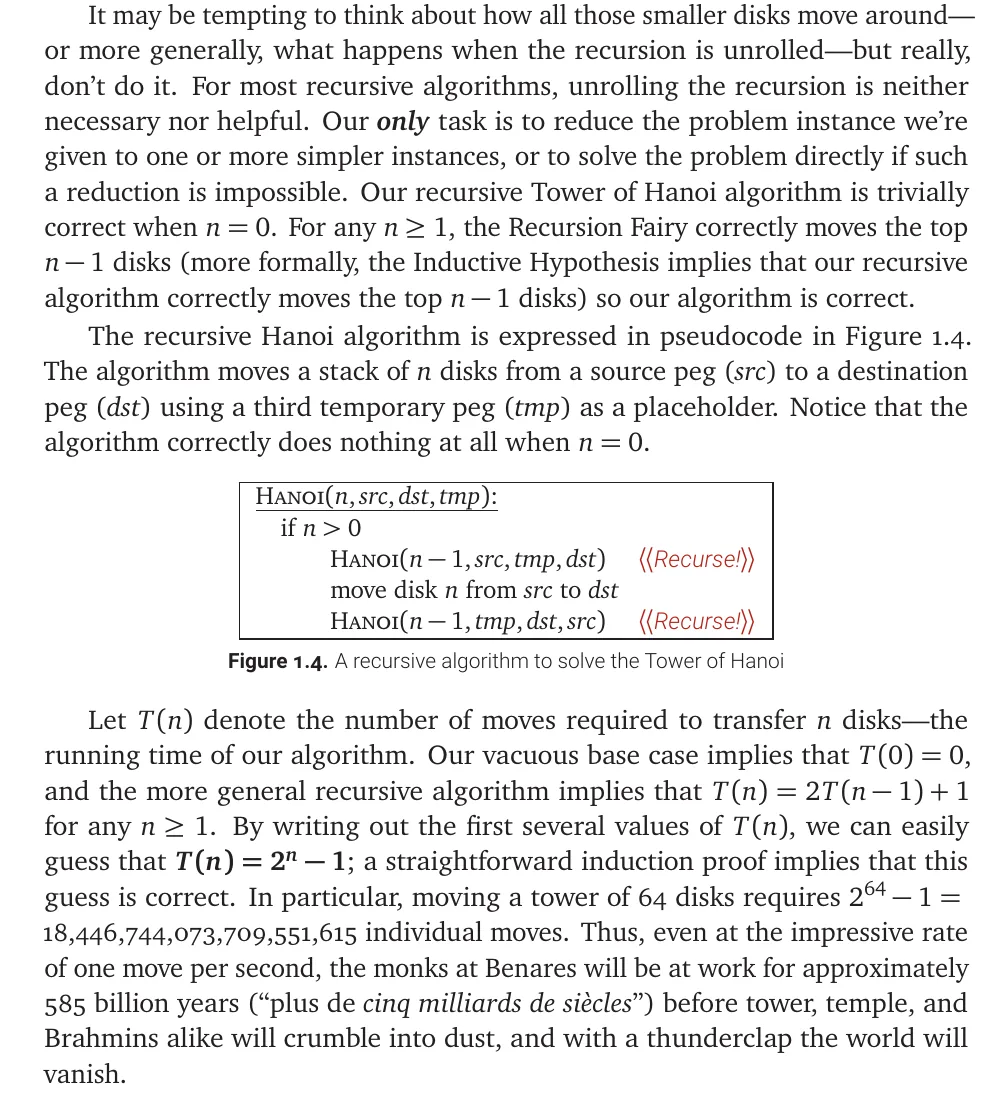 It may be tempting to think about how all those smaller disks move around—
or more generally, what happens when the recursion is unrolled—but really,
don’t do it. For most recursive algorithms, unrolling the recursion is neither
necessary nor helpful. Our only task is to reduce the problem instance we’re
given to one or more simpler instances, or to solve the problem directly if such
a reduction is impossible. Our recursive Tower of Hanoi algorithm is trivially
correct when n = 0. For any n ≥ 1, the Recursion Fairy correctly moves the top
n − 1 disks (more formally, the Inductive Hypothesis implies that our recursive
algorithm correctly moves the top n − 1 disks) so our algorithm is correct.
The recursive Hanoi algorithm is expressed in pseudocode in Figure 1.4.
The algorithm moves a stack of n disks from a source peg (src) to a destination
peg (dst) using a third temporary peg (tmp) as a placeholder. Notice that the
algorithm correctly does nothing at all when n = 0.
HANOI(n, src, dst, tmp):
if n > 0
HANOI(n − 1, src, tmp, dst) ⟨⟨Recurse!⟩⟩
move disk n from src to dst
HANOI(n − 1, tmp, dst, src) ⟨⟨Recurse!⟩⟩
Figure 1.4. A recursive algorithm to solve the Tower of Hanoi
Let T(n) denote the number of moves required to transfer n disks—the
running time of our algorithm. Our vacuous base case implies that T(0) = 0,
and the more general recursive algorithm implies that T(n) = 2T(n − 1) + 1
for any n ≥ 1. By writing out the first several values of T(n), we can easily
guess that T(n) = 2ⁿ − 1; a straightforward induction proof implies that this
guess is correct. In particular, moving a tower of 64 disks requires 2⁶⁴ − 1 =
18,446,744,073,709,551,615 individual moves. Thus, even at the impressive rate
of one move per second, the monks at Benares will be at work for approximately
585 billion years (“plus de cinq milliards de siècles”) before tower, temple, and
Brahmins alike will crumble into dust, and with a thunderclap the world will
vanish.